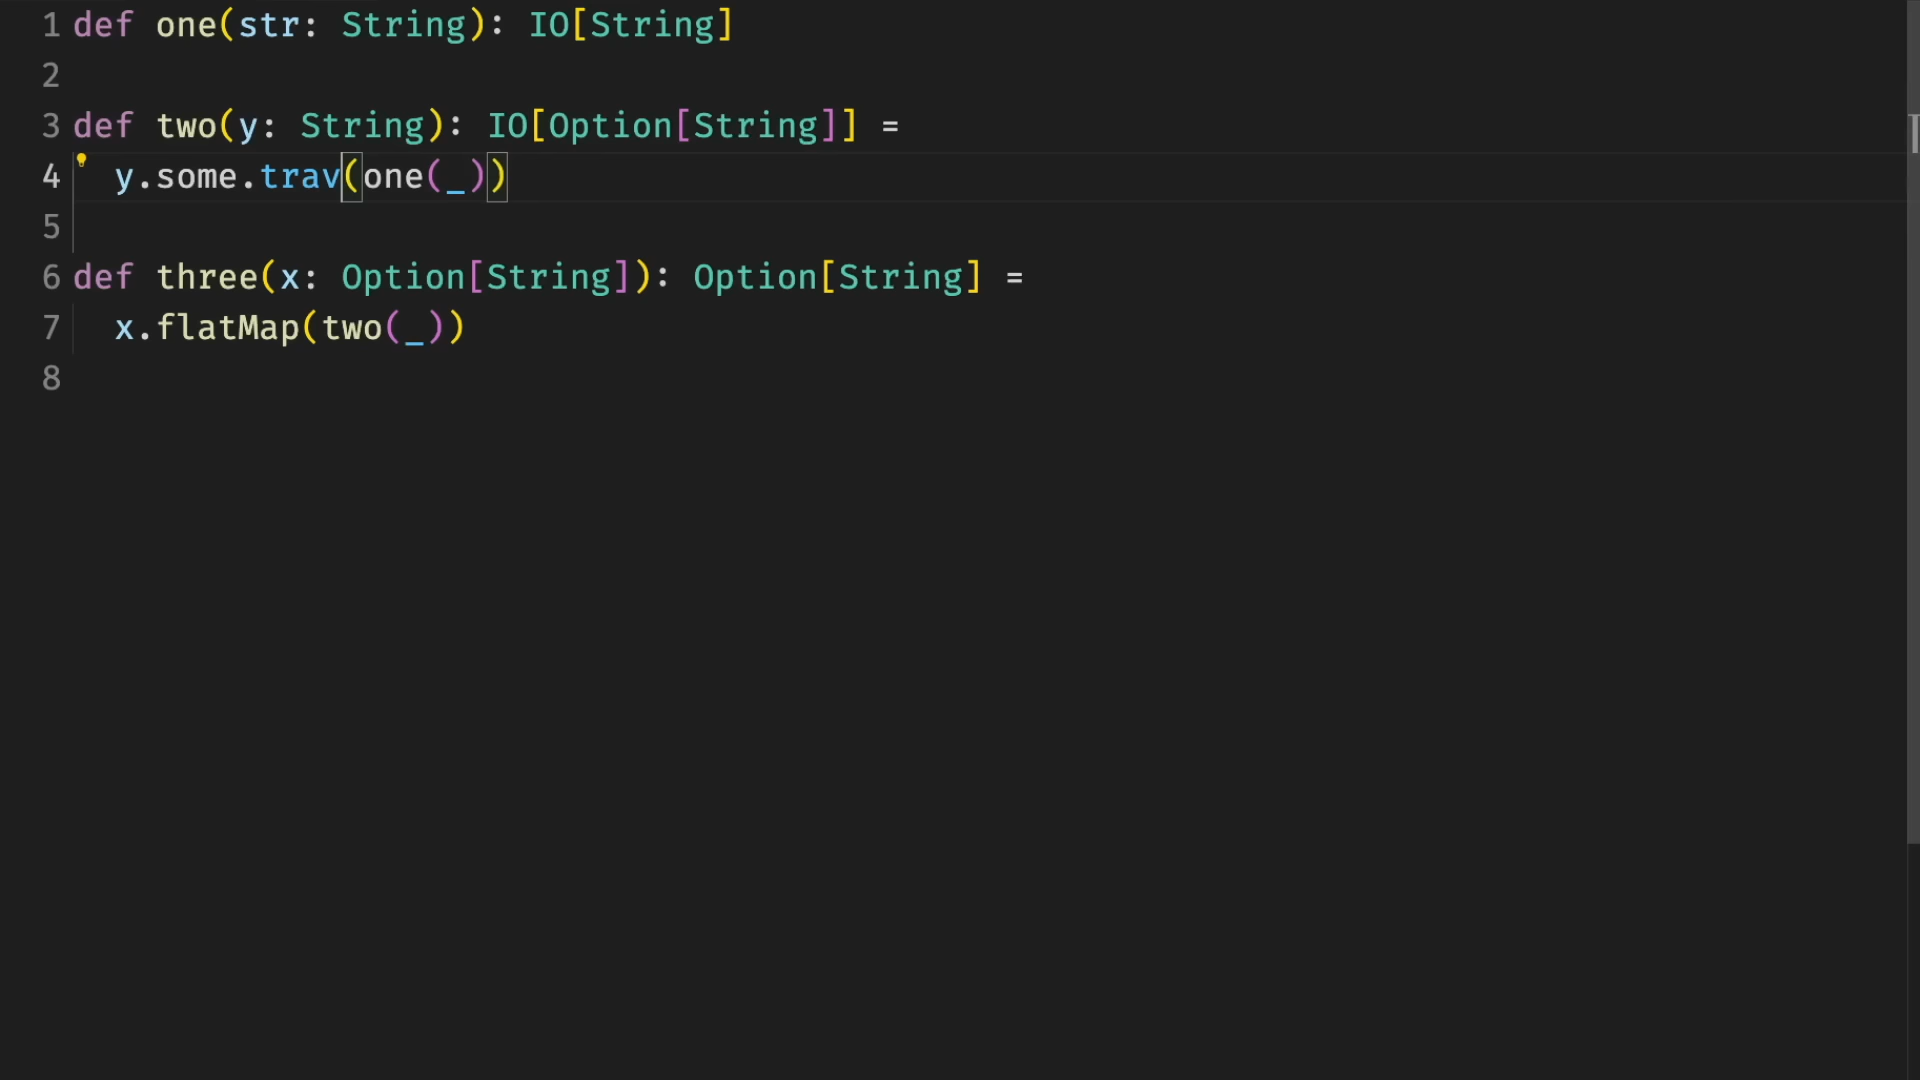 1 def one(str: String): IO[String]
2
3 def two(y: String): IO[Option[String]] =
4   y.some.trav(one(_))
5
6 def three(x: Option[String]): Option[String] =
7   x.flatMap(two(_))
8